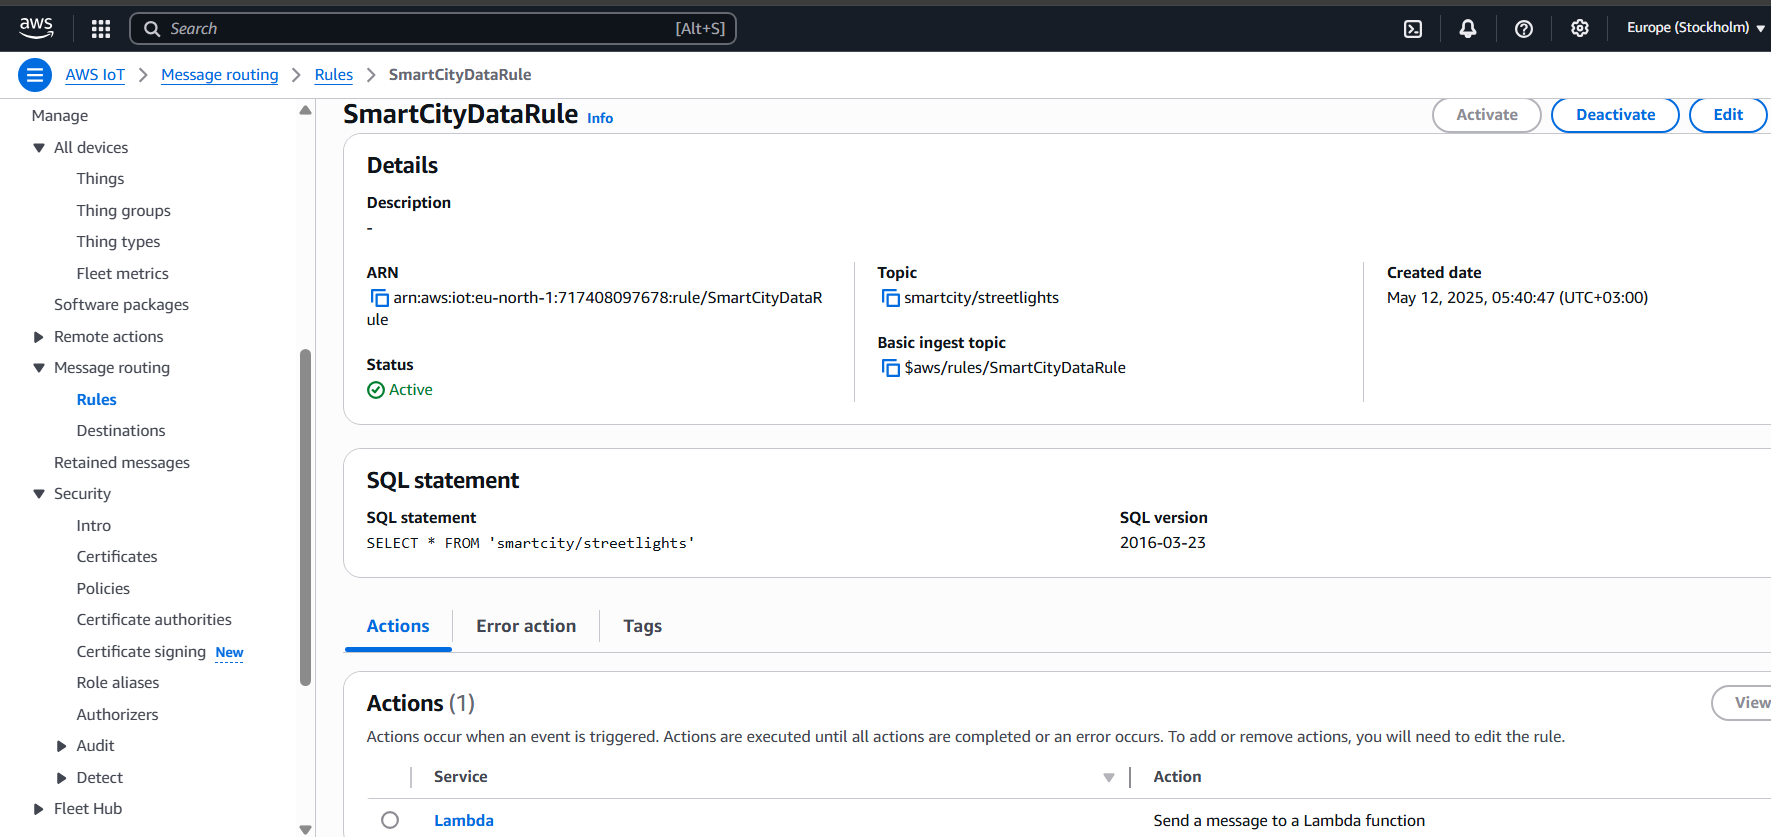 aws
Search
[Alt+S]
Europe (Stockholm)
AWS IoT
Message routing
Rules
SmartCityDataRule
Manage
All devices
Things
Thing groups
Thing types
Fleet metrics
Software packages
Remote actions
Message routing
Rules
Destinations
Retained messages
Security
Intro
Certificates
Policies
Certificate authorities
Certificate signing New
Role aliases
Authorizers
Audit
Detect
Fleet Hub
SmartCityDataRule Info
Activate
Deactivate
Edit
Details
Description
-
ARN
arn:aws:iot:eu-north-1:717408097678:rule/SmartCityDataR
ule
Status
Active
Topic
smartcity/streetlights
Basic ingest topic
$aws/rules/SmartCityDataRule
Created date
May 12, 2025, 05:40:47 (UTC+03:00)
SQL statement
SQL statement
SELECT * FROM 'smartcity/streetlights'
SQL version
2016-03-23
Actions
Error action
Tags
Actions (1)
View
Actions occur when an event is triggered. Actions are executed until all actions are completed or an error occurs. To add or remove actions, you will need to edit the rule.
Service
Action
Lambda
Send a message to a Lambda function